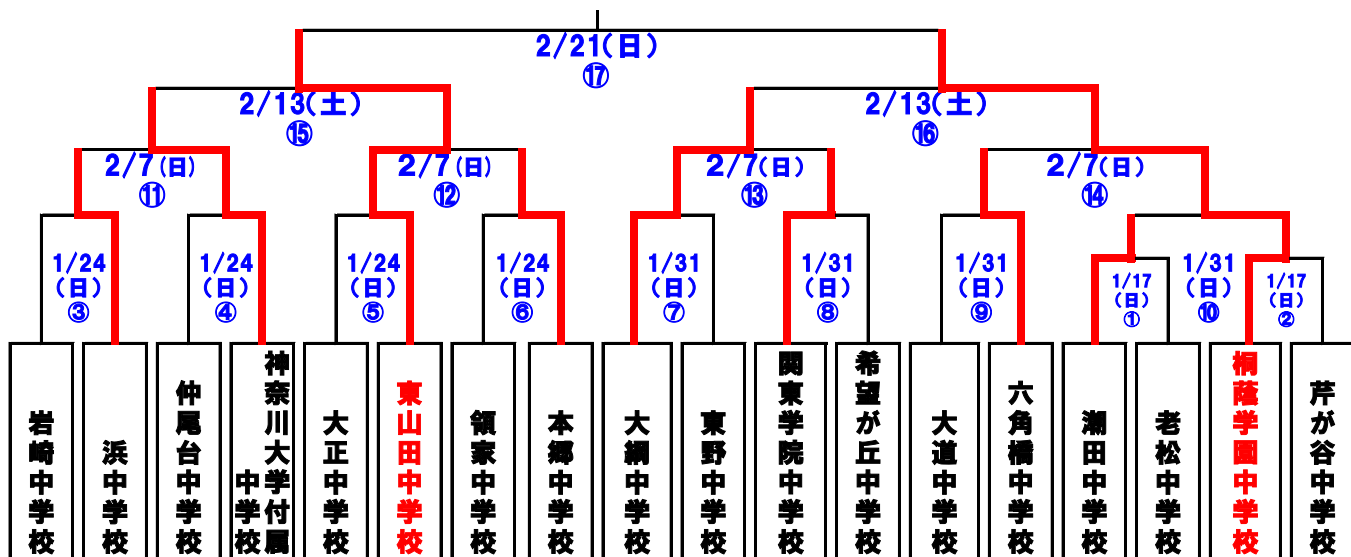 2/21(日)
⑰
2/13(土)
⑮
2/13(土)
⑯
2/7(日)
⑪
2/7(日)
⑫
2/7(日)
⑬
2/7(日)
⑭
1/24
(日)
③
1/24
(日)
④
1/24
(日)
⑤
1/24
(日)
⑥
1/31
(日)
⑦
1/31
(日)
⑧
1/31
(日)
⑨
1/17
(日)
①
1/31
(日)
⑩
1/17
(日)
②
岩崎中学校
浜中学校
仲尾台中学校
神奈川大学付属
中学校
大正中学校
東山田中学校
領家中学校
本郷中学校
大綱中学校
東野中学校
関東学院中学校
希望が丘中学校
大道中学校
六角橋中学校
潮田中学校
老松中学校
桐蔭学園中学校
芹が谷中学校